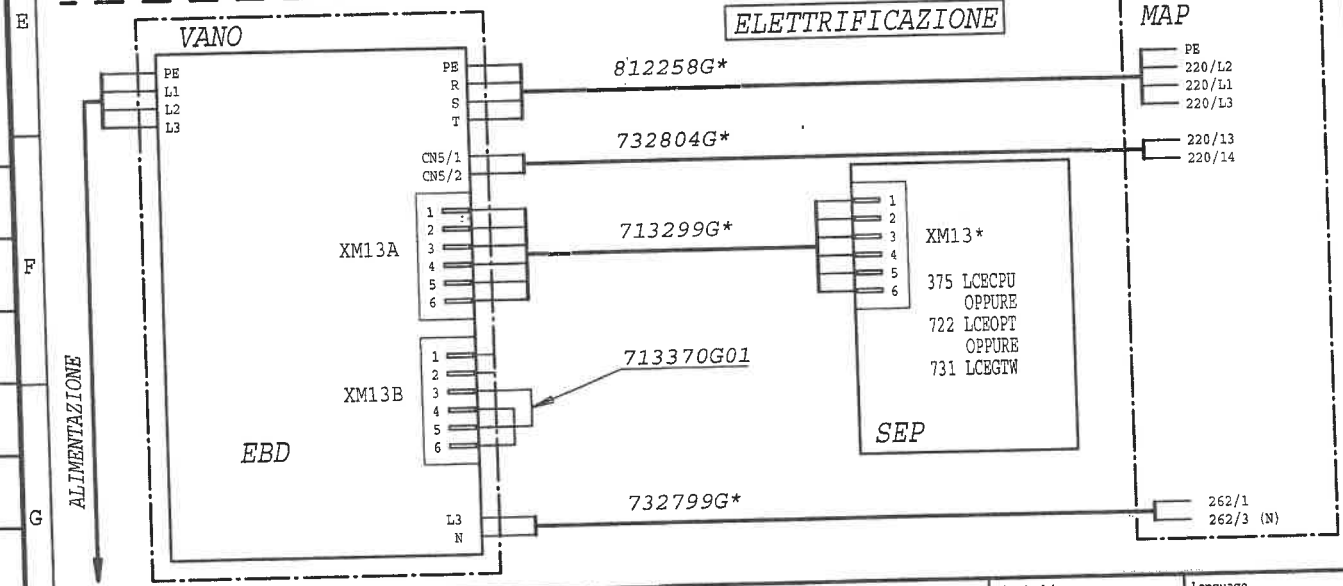 E
VANO
ELETTRIFICAZIONE
MAP
PE
L1
L2
L3
PE
R
S
T
812258G*
PE
220/L2
220/L1
220/L3
CN5/1
CN5/2
732804G*
220/13
220/14
F
XM13A
1
2
3
4
5
6
713299G*
1
2
3
4
5
6
XM13*
375 LCECPU
OPPURE
722 LCEOPT
OPPURE
731 LCEGTW
SEP
ALIMENTAZIONE
XM13B
1
2
3
4
5
6
713370G01
EBD
G
L3
N
732799G*
262/1
262/3 (N)
Language